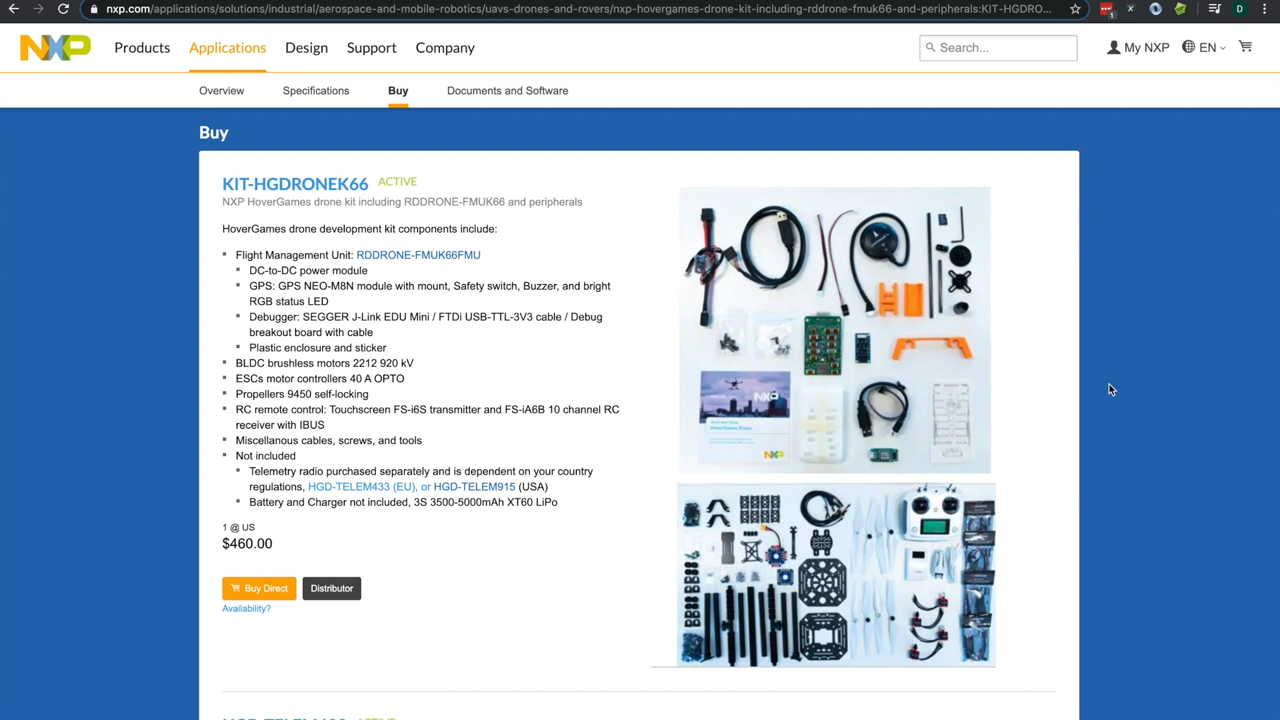 nxp.com/applications/solutions/industrial/aerospace-and-mobile-robotics/uavs-drones-and-rovers/nxp-hovergames-drone-kit-including-rddrone-fmuk66-and-peripherals:KIT-HGDRO...
1
D
NXP
Products
Applications
Design
Support
Company
Search...
My NXP
EN
Overview
Specifications
Buy
Documents and Software
Buy
KIT-HGDRONEK66 ACTIVE
NXP HoverGames drone kit including RDDRONE-FMUK66 and peripherals
HoverGames drone development kit components include:
Flight Management Unit: RDDRONE-FMUK66FMU
DC-to-DC power module
GPS: GPS NEO-M8N module with mount, Safety switch, Buzzer, and bright
RGB status LED
Debugger: SEGGER J-Link EDU Mini / FTDi USB-TTL-3V3 cable / Debug
breakout board with cable
Plastic enclosure and sticker
BLDC brushless motors 2212 920 kV
ESCs motor controllers 40 A OPTO
Propellers 9450 self-locking
RC remote control: Touchscreen FS-i6S transmitter and FS-iA6B 10 channel RC
receiver with IBUS
Miscellanous cables, screws, and tools
Not included
Telemetry radio purchased separately and is dependent on your country
regulations, HGD-TELEM433 (EU), or HGD-TELEM915 (USA)
Battery and Charger not included, 3S 3500-5000mAh XT60 LiPo
1 @ US
$460.00
Buy Direct
Distributor
Availability?
NXP
HoverGames Drone
NXP